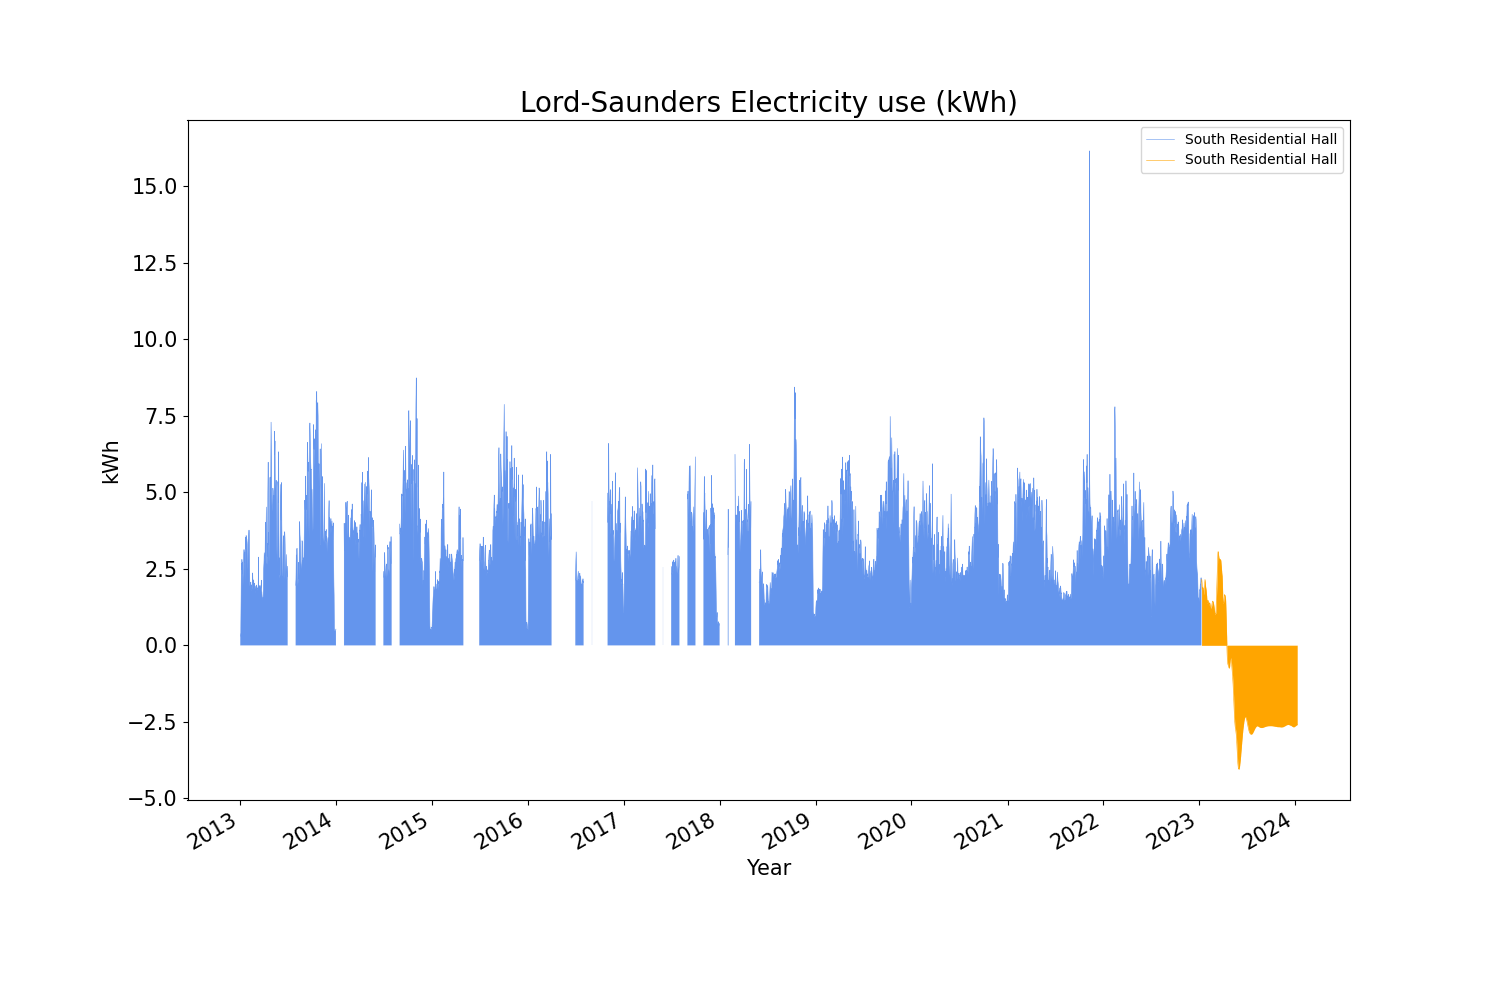 Lord-Saunders Electricity use (kWh)
South Residential Hall
South Residential Hall
15.0
12.5
10.0
7.5
5.0
2.5
0.0
−2.5
−5.0
kWh
2013 2014 2015 2016 2017 2018 2019 2020 2021 2022 2023 2024
Year